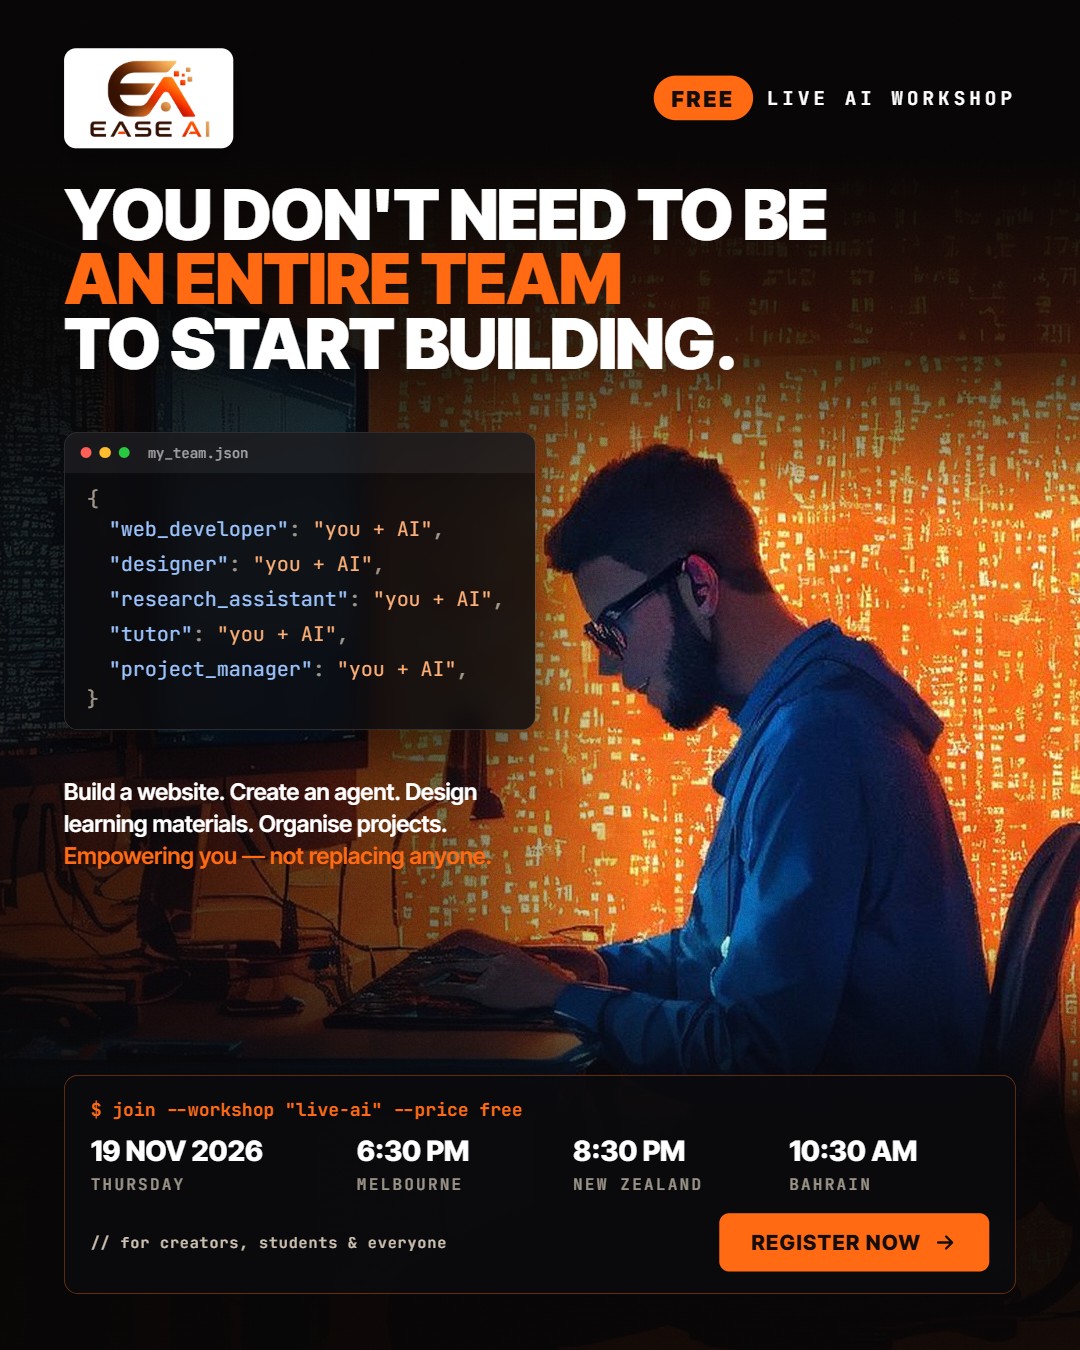 EASE AI
FREE LIVE AI WORKSHOP
YOU DON'T NEED TO BE
AN ENTIRE TEAM
TO START BUILDING.
my_team.json
{
"web_developer": "you + AI",
"designer": "you + AI",
"research_assistant": "you + AI",
"tutor": "you + AI",
"project_manager": "you + AI",
}
Build a website. Create an agent. Design
learning materials. Organise projects.
Empowering you — not replacing anyone.
$ join --workshop "live-ai" --price free
19 NOV 2026 6:30 PM 8:30 PM 10:30 AM
THURSDAY MELBOURNE NEW ZEALAND BAHRAIN
// for creators, students & everyone
REGISTER NOW →